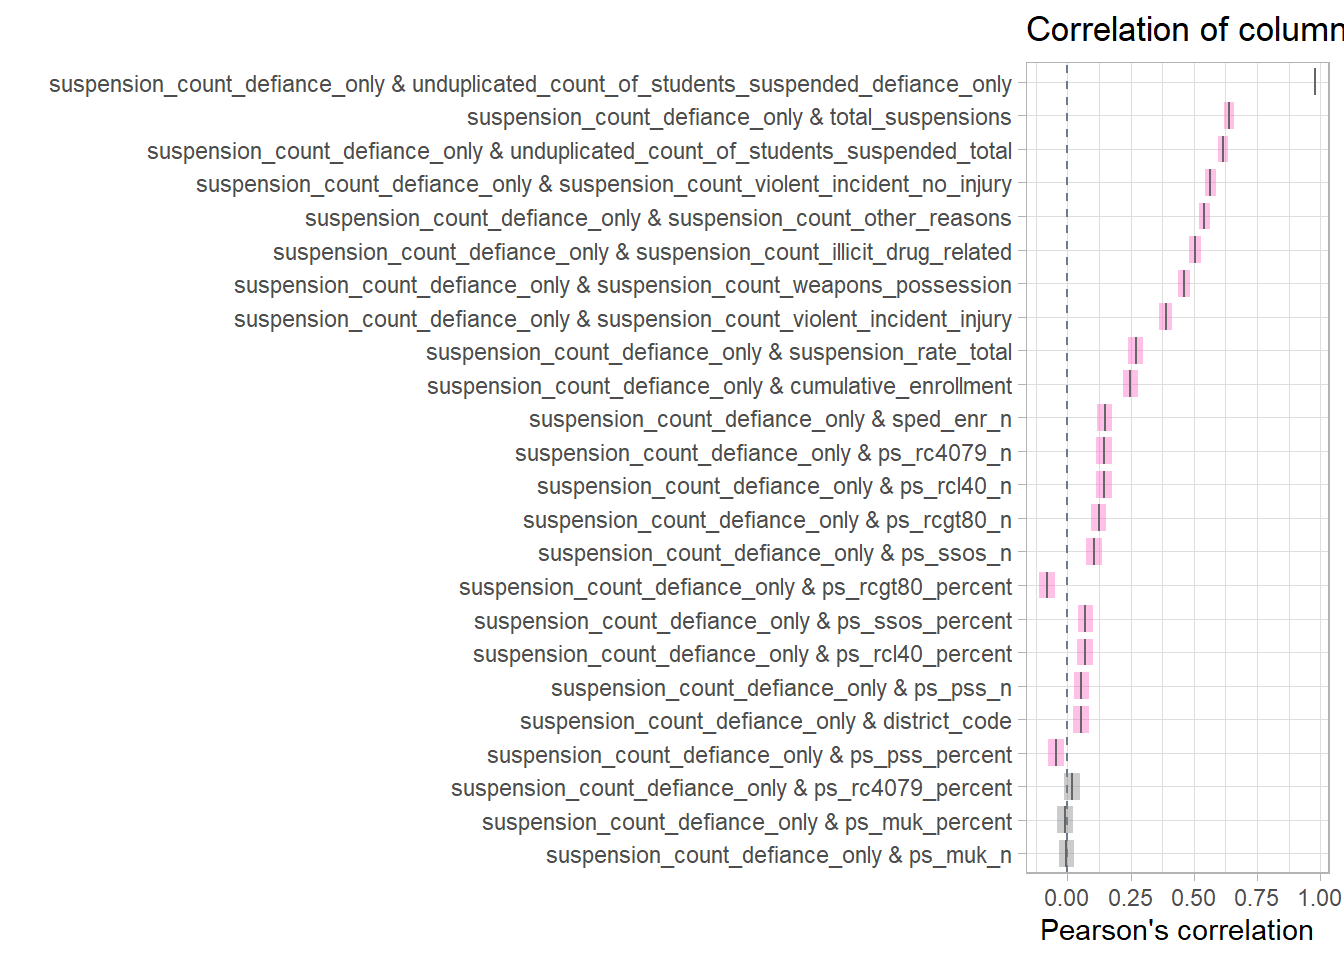 Correlation of column
suspension_count_defiance_only & unduplicated_count_of_students_suspended_defiance_only
suspension_count_defiance_only & total_suspensions
suspension_count_defiance_only & unduplicated_count_of_students_suspended_total
suspension_count_defiance_only & suspension_count_violent_incident_no_injury
suspension_count_defiance_only & suspension_count_other_reasons
suspension_count_defiance_only & suspension_count_illicit_drug_related
suspension_count_defiance_only & suspension_count_weapons_possession
suspension_count_defiance_only & suspension_count_violent_incident_injury
suspension_count_defiance_only & suspension_rate_total
suspension_count_defiance_only & cumulative_enrollment
suspension_count_defiance_only & sped_enr_n
suspension_count_defiance_only & ps_rc4079_n
suspension_count_defiance_only & ps_rcl40_n
suspension_count_defiance_only & ps_rcgt80_n
suspension_count_defiance_only & ps_ssos_n
suspension_count_defiance_only & ps_rcgt80_percent
suspension_count_defiance_only & ps_ssos_percent
suspension_count_defiance_only & ps_rcl40_percent
suspension_count_defiance_only & ps_pss_n
suspension_count_defiance_only & district_code
suspension_count_defiance_only & ps_pss_percent
suspension_count_defiance_only & ps_rc4079_percent
suspension_count_defiance_only & ps_muk_percent
suspension_count_defiance_only & ps_muk_n
0.00 0.25 0.50 0.75 1.00
Pearson's correlation